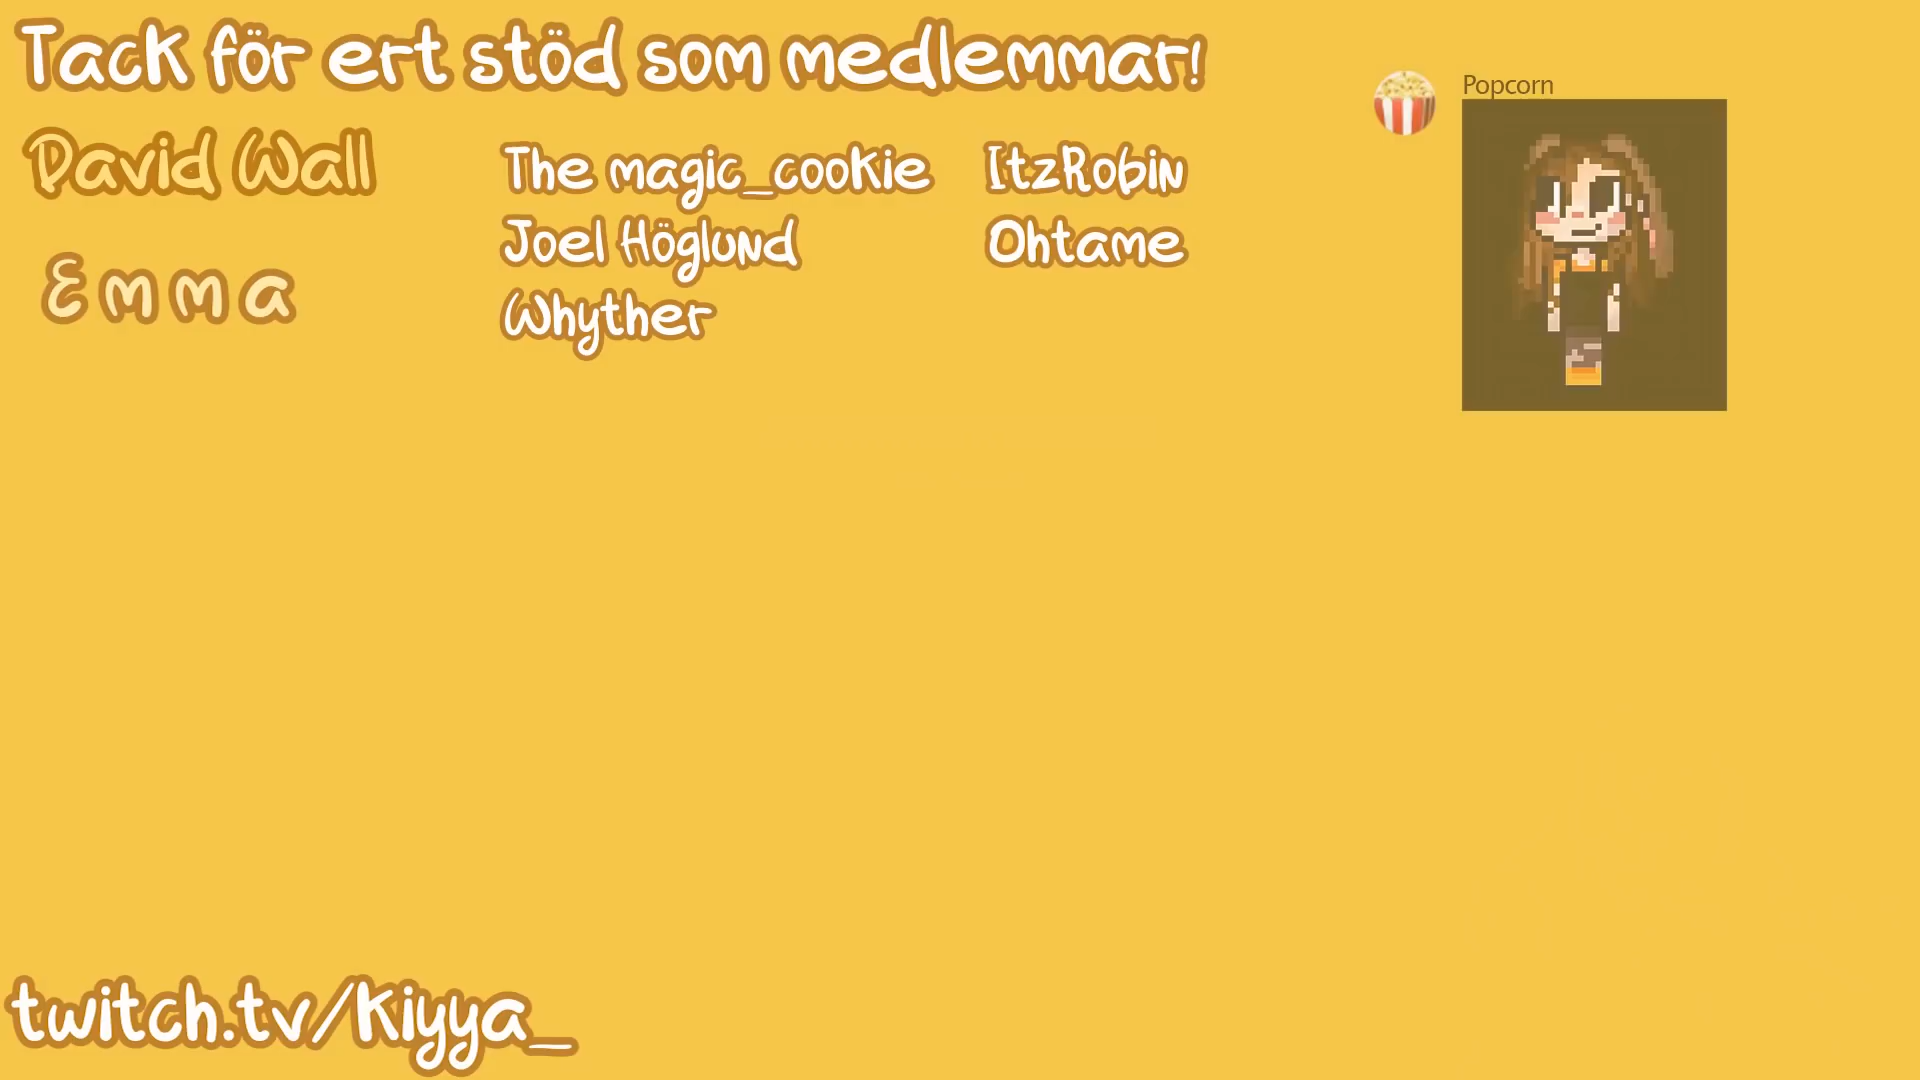 Tack för ert stöd som medlemmar!
David Wall
Emma
The magic_cookie
Joel Höglund
Whyther
ItzRobin
Ohtame
Popcorn
twitch.tv/Kiyya_